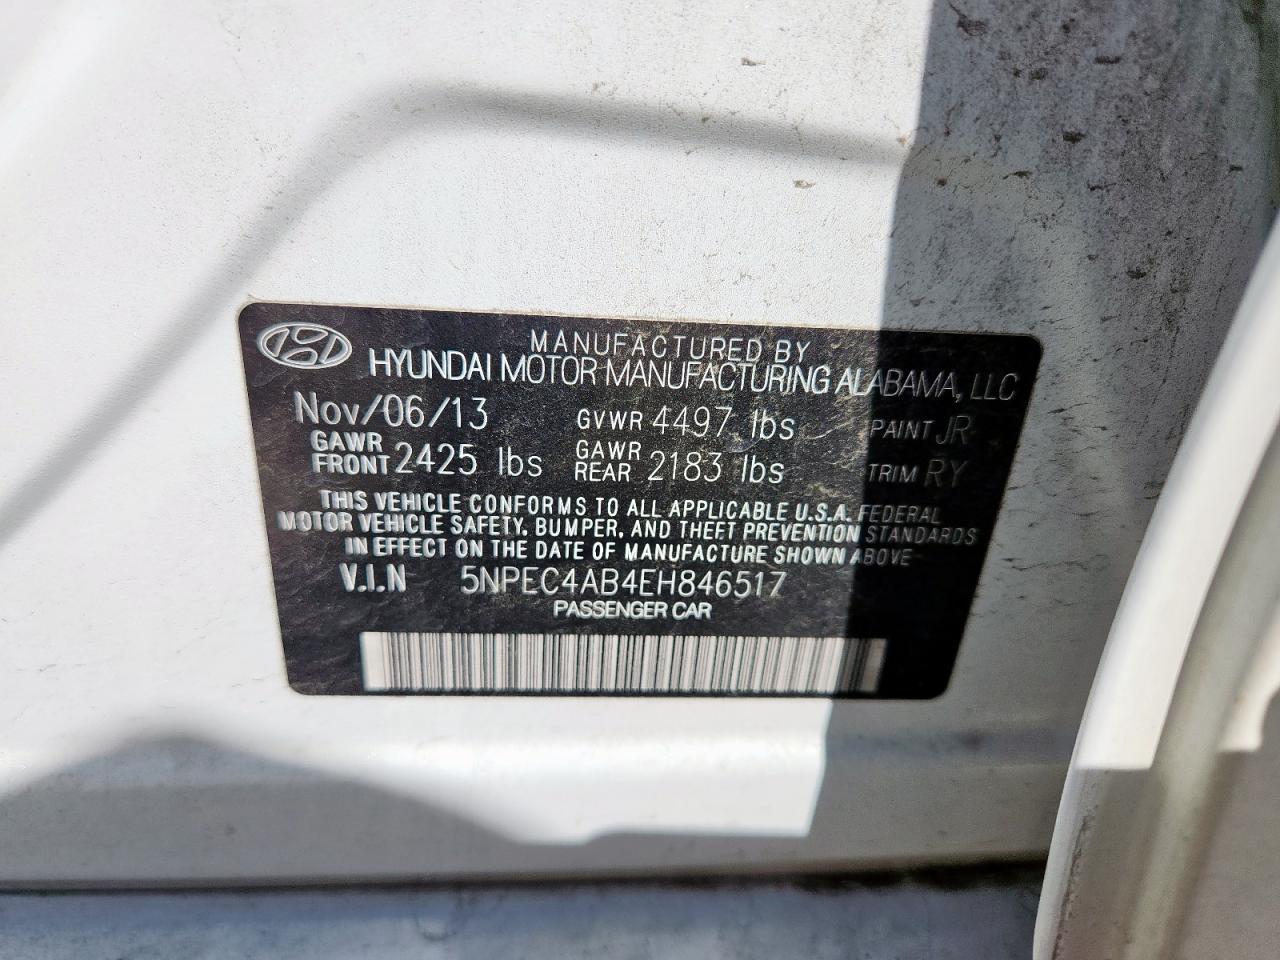 MANUFACTURED BY
HYUNDAI MOTOR MANUFACTURING ALABAMA, LLC
Nov/06/13 GVWR 4497 lbs PAINT JR
GAWR FRONT 2425 lbs GAWR REAR 2183 lbs TRIM RY
THIS VEHICLE CONFORMS TO ALL APPLICABLE U.S.A. FEDERAL
MOTOR VEHICLE SAFETY, BUMPER, AND THEFT PREVENTION STANDARDS
IN EFFECT ON THE DATE OF MANUFACTURE SHOWN ABOVE
V.I.N 5NPEC4AB4EH846517
PASSENGER CAR